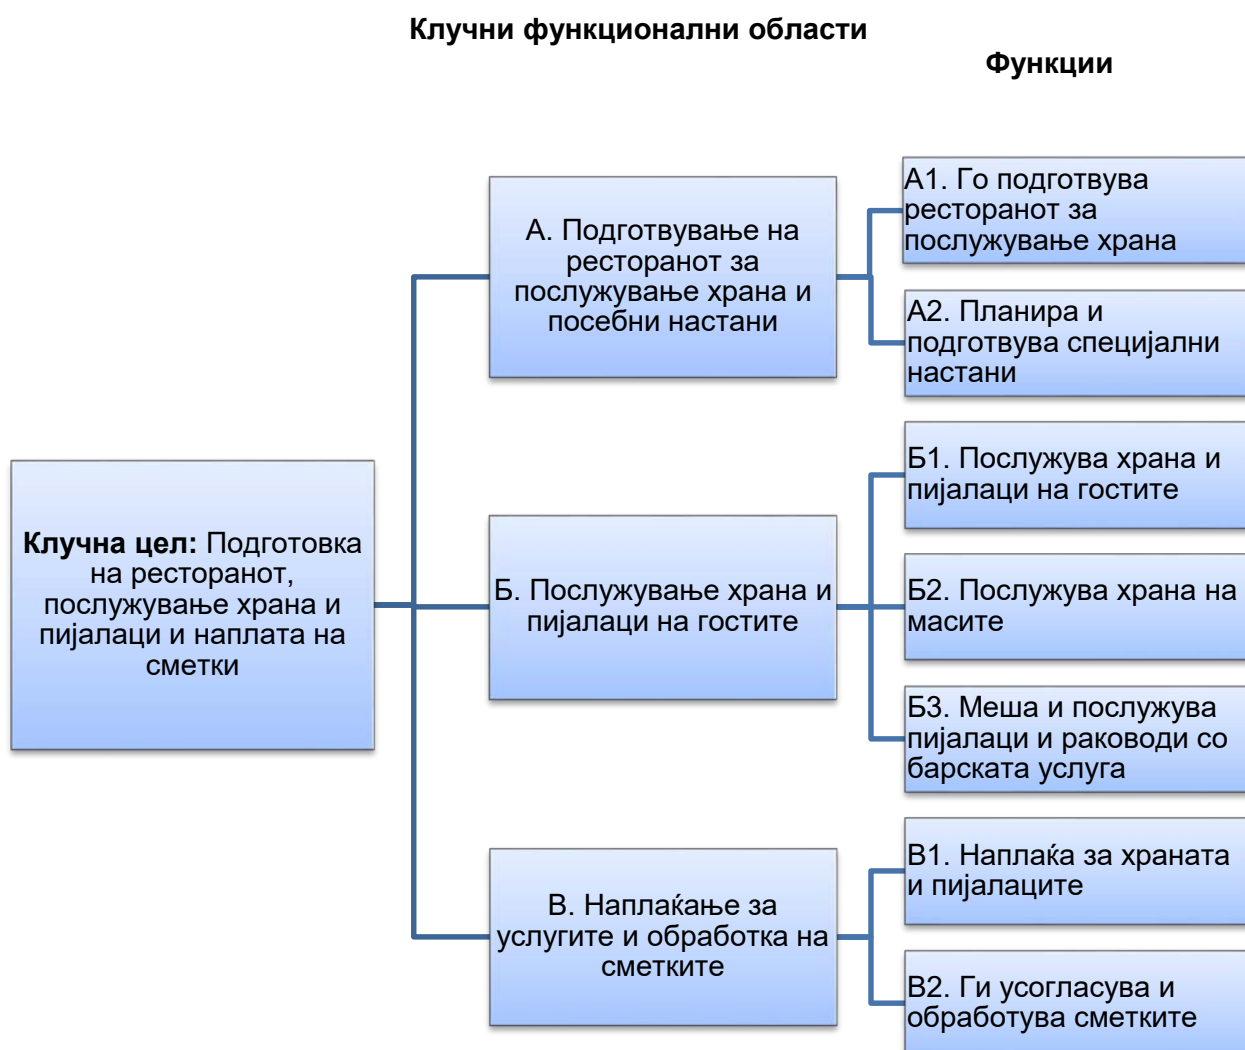 Клучни функционални области
Функции
Клучна цел: Подготовка
на ресторанот,
послужување храна и
пијалаци и наплата на
сметки
А. Подготвување на
ресторанот за
послужување храна и
посебни настани
А1. Го подготвува
ресторанот за
послужување храна
А2. Планира и
подготвува специјални
настани
Б. Послужување храна и
пијалаци на гостите
Б1. Послужува храна и
пијалаци на гостите
Б2. Послужува храна на
масите
Б3. Меша и послужува
пијалаци и раководи со
барската услуга
В. Наплаќање за
услугите и обработка на
сметките
В1. Наплаќа за храната
и пијалаците
В2. Ги усогласува и
обработува сметките